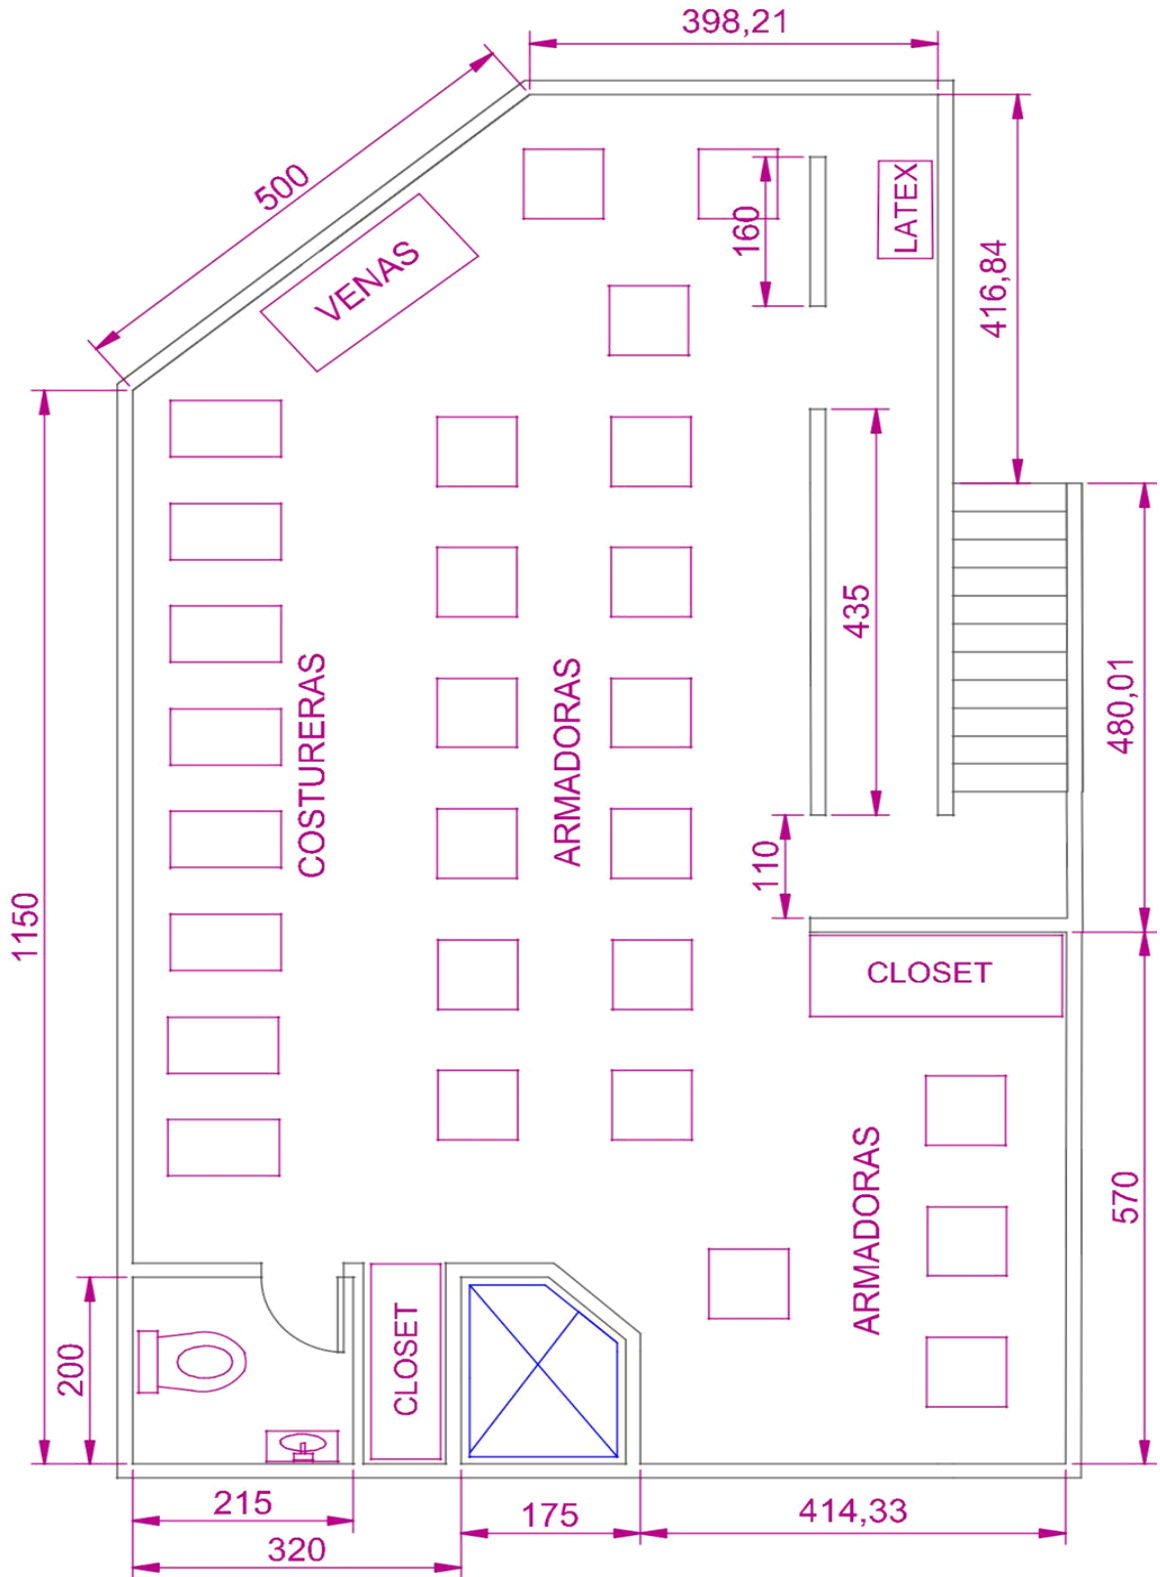 398,21
500
VENAS
160
LATEX
416,84
435
COSTURERAS
ARMADORAS
480,01
110
1150
CLOSET
ARMADORAS
570
CLOSET
200
215
175
414,33
320